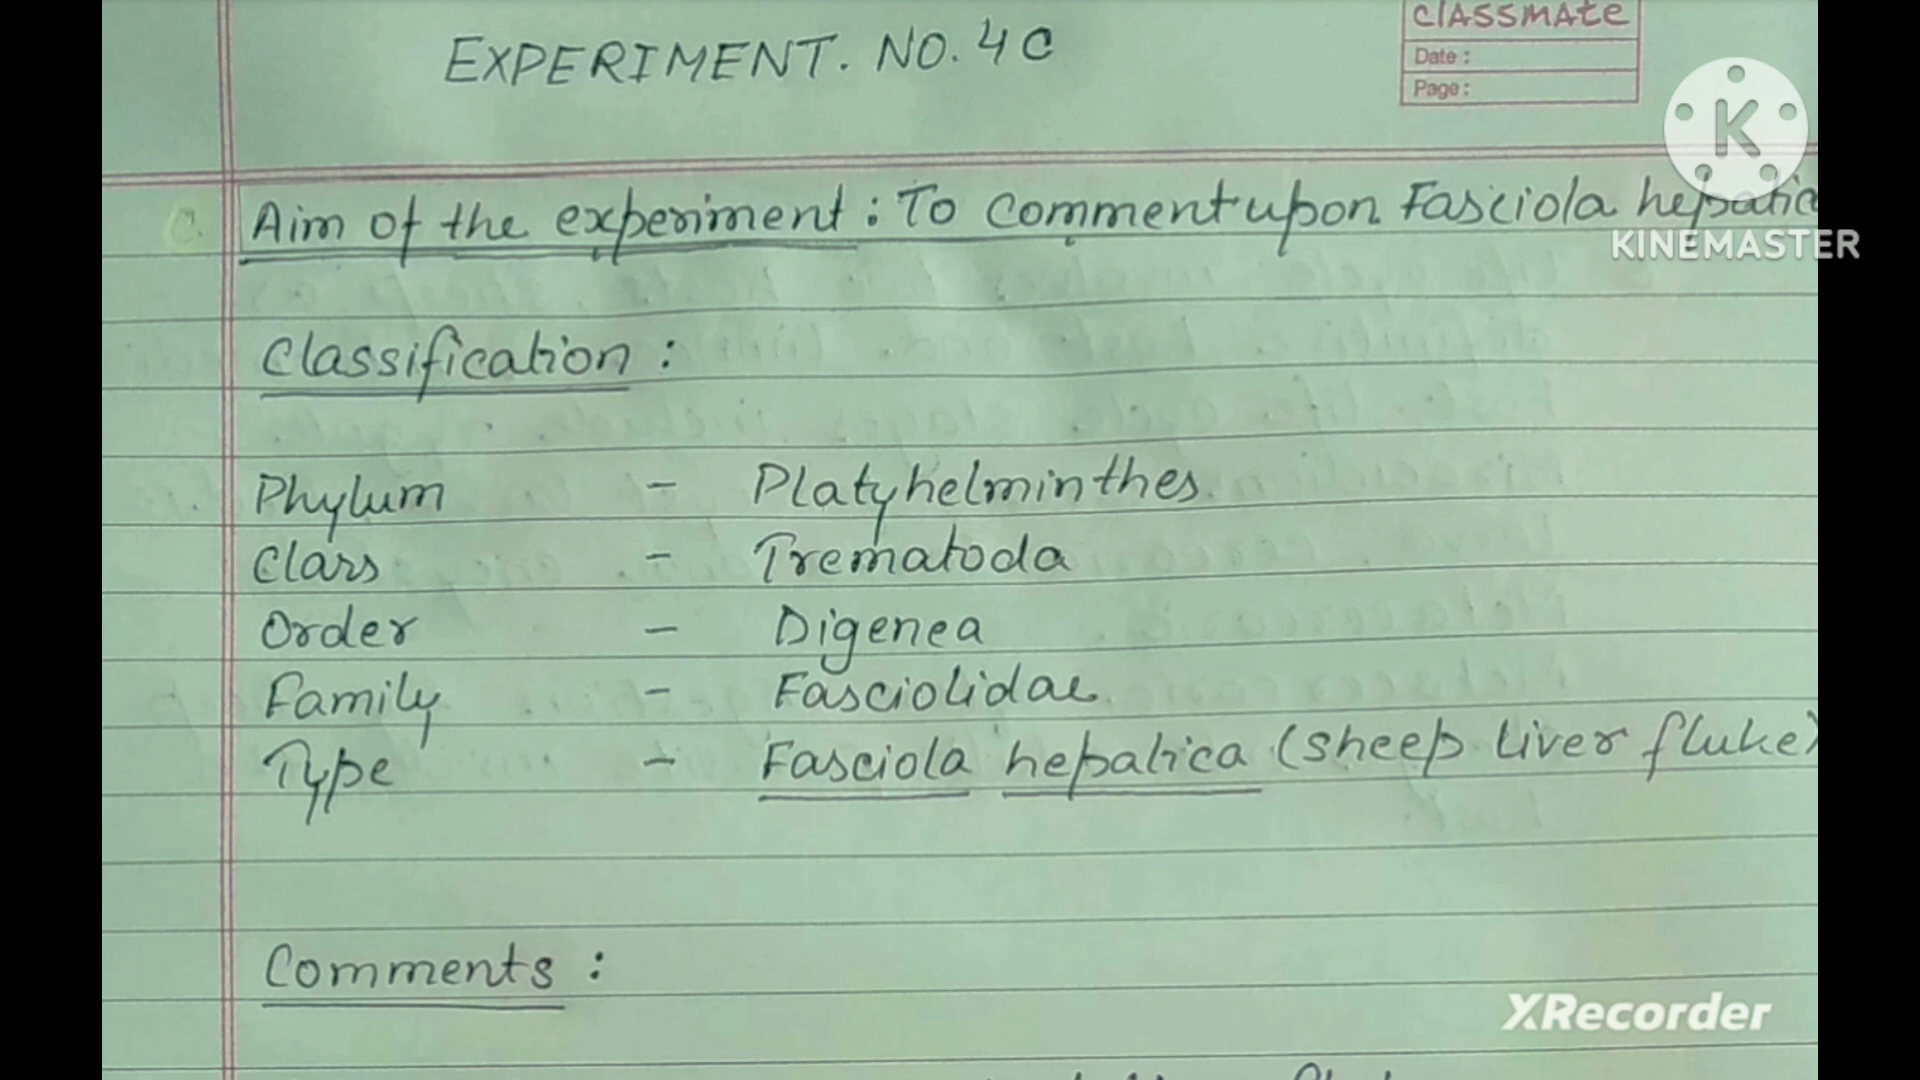 EXPERIMENT. NO. 4C
CLASSMATE
Date :
Page :
C. Aim of the experiment : To comment upon Fasciola hepatica
KINEMASTER
Classification :
Phylum - Platyhelminthes.
Class - Trematoda
Order - Digenea
Family - Fasciolidae.
Type - Fasciola hepatica (sheep liver fluke)
Comments :
XRecorder